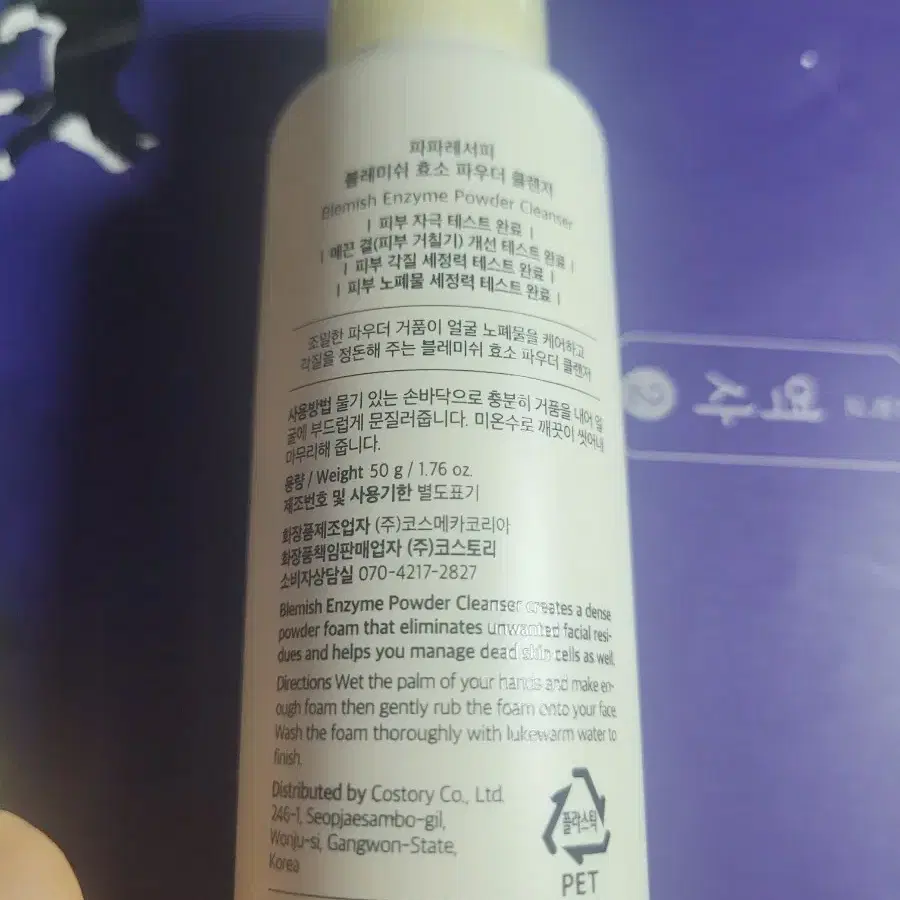 파파레서피
블레미쉬 효소 파우더 클렌저
Blemish Enzyme Powder Cleanser
| 피부 자극 테스트 완료 |
| 매끈 결(피부 거칠기) 개선 테스트 완료 |
| 피부 각질 세정력 테스트 완료 |
| 피부 노폐물 세정력 테스트 완료 |
조밀한 파우더 거품이 얼굴 노폐물을 케어하고
각질을 정돈해 주는 블레미쉬 효소 파우더 클렌저
사용방법 물기 있는 손바닥으로 충분히 거품을 내어 얼
굴에 부드럽게 문질러줍니다. 미온수로 깨끗이 씻어내
마무리해 줍니다.
용량 / Weight 50 g / 1.76 oz.
제조번호 및 사용기한 별도표기
화장품제조업자 (주)코스메카코리아
화장품책임판매업자 (주)코스토리
소비자상담실 070-4217-2827
Blemish Enzyme Powder Cleanser creates a dense
powder foam that eliminates unwanted facial resi-
dues and helps you manage dead skin cells as well.
Directions Wet the palm of your hands and make en-
ough foam then gently rub the foam onto your face.
Wash the foam thoroughly with lukewarm water to
finish.
Distributed by Costory Co., Ltd.
246-1, Seopjaesambo-gil,
Wonju-si, Gangwon-State,
Korea
플라스틱
PET
역사 2